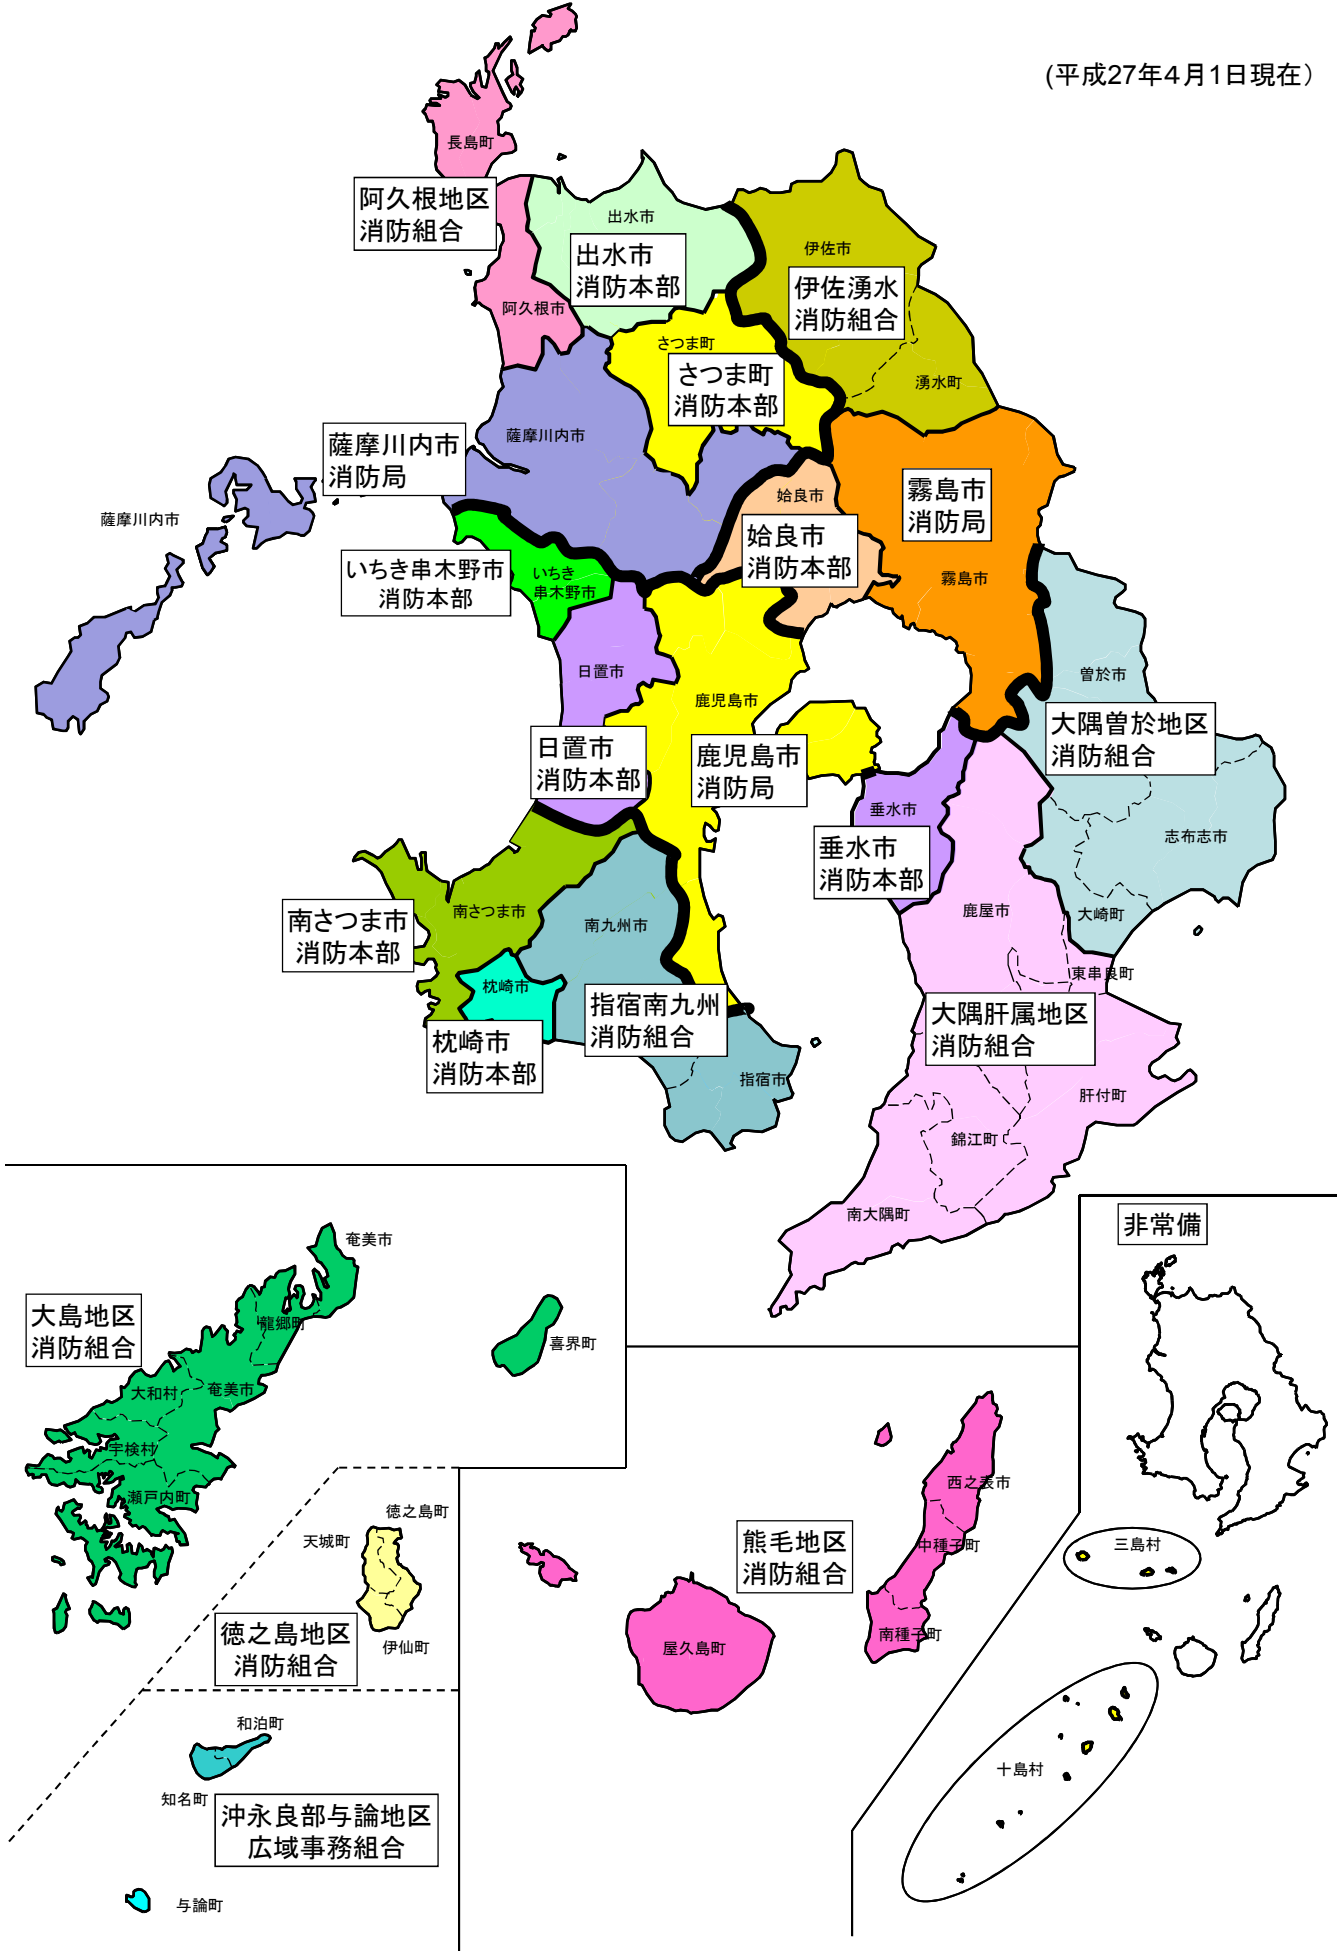 (平成27年4月1日現在）
長島町
阿久根地区
消防組合
出水市
出水市
消防本部
阿久根市
伊佐市
伊佐湧水
消防組合
湧水町
さつま町
さつま町
消防本部
薩摩川内市
薩摩川内市
消防局
薩摩川内市
姶良市
姶良市
消防本部
霧島市
消防局
霧島市
いちき串木野市
消防本部
いちき
串木野市
日置市
日置市
消防本部
鹿児島市
鹿児島市
消防局
曽於市
大隅曽於地区
消防組合
志布志市
大崎町
垂水市
垂水市
消防本部
南さつま市
南さつま市
消防本部
南九州市
枕崎市
枕崎市
消防本部
指宿南九州
消防組合
指宿市
鹿屋市
東串良町
大隅肝属地区
消防組合
肝付町
錦江町
南大隅町
非常備
三島村
十島村
奄美市
大島地区
消防組合
龍郷町
喜界町
大和村
奄美市
宇検村
瀬戸内町
徳之島町
天城町
徳之島地区
消防組合
伊仙町
和泊町
知名町
沖永良部与論地区
広域事務組合
与論町
西之表市
中種子町
熊毛地区
消防組合
南種子町
屋久島町